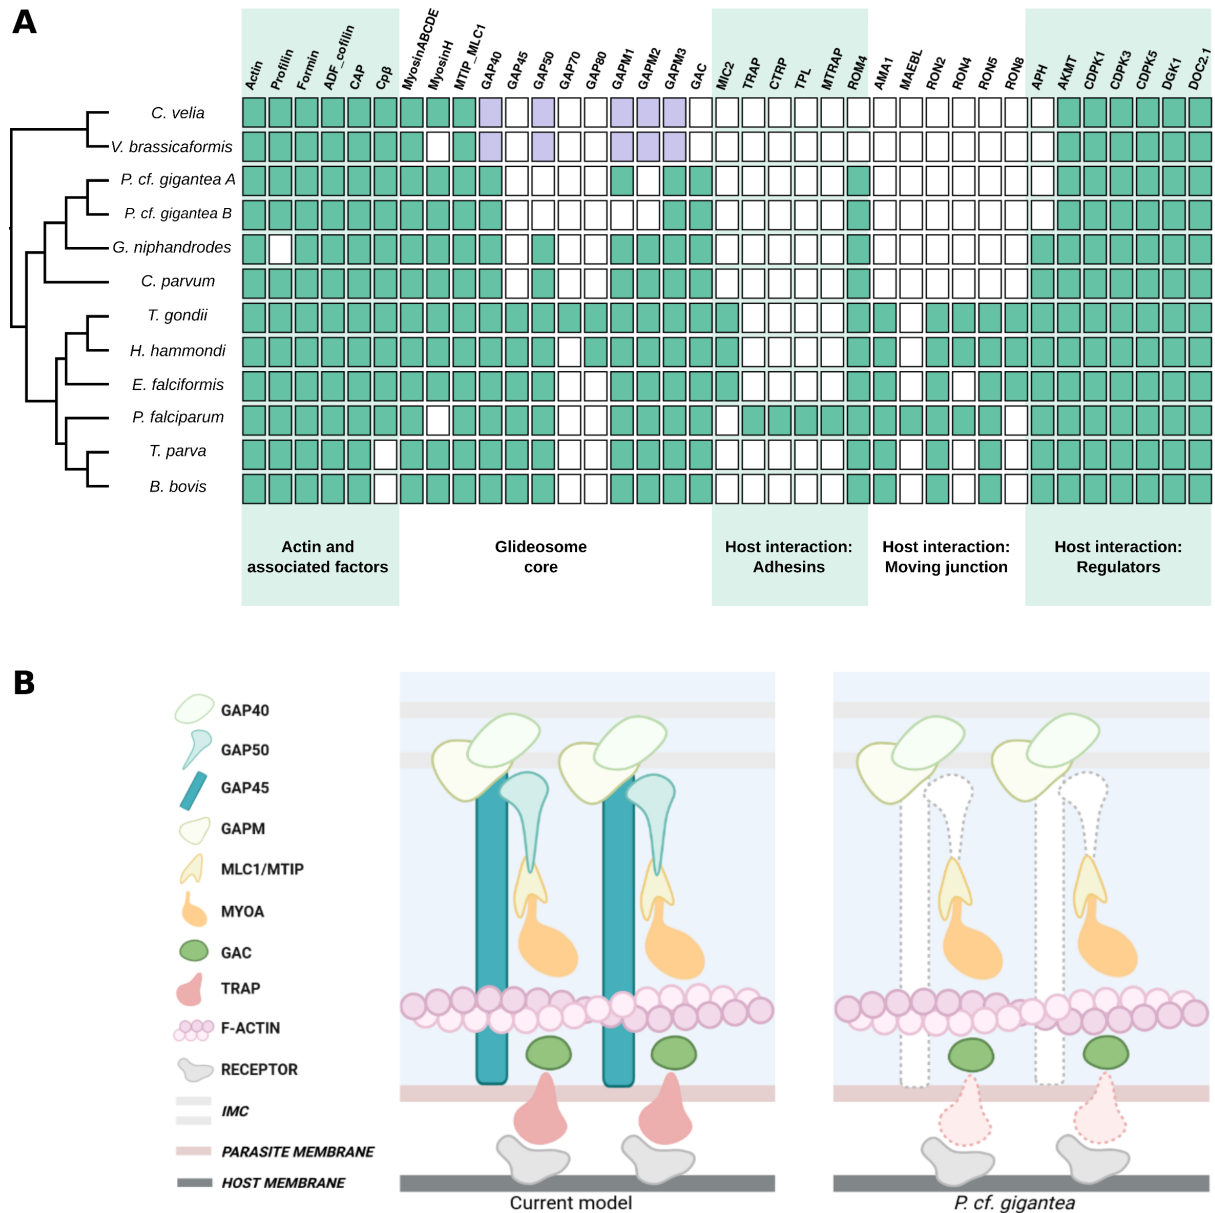 A
Actin
Profilin
Formin
ADF_cofilin
CAP
Cpβ
MyosinABCDE
MyosinH
MTIP_MLC1
GAP40
GAP45
GAP50
GAP70
GAP80
GAPM1
GAPM2
GAPM3
GAC
MIC2
TRAP
CTRP
TPL
MTRAP
ROM4
AMA1
MAEBL
RON2
RON4
RON5
RON8
APH
AKMT
CDPK1
CDPK3
CDPK5
DGK1
DOC2.1
C. velia
V. brassicaformis
P. cf. gigantea A
P. cf. gigantea B
G. niphandrodes
C. parvum
T. gondii
H. hammondi
E. falciformis
P. falciparum
T. parva
B. bovis
Actin and
associated factors
Glideosome
core
Host interaction:
Adhesins
Host interaction:
Moving junction
Host interaction:
Regulators
B
GAP40
GAP50
GAP45
GAPM
MLC1/MTIP
MYOA
GAC
TRAP
F-ACTIN
RECEPTOR
IMC
PARASITE MEMBRANE
HOST MEMBRANE
Current model
P. cf. gigantea